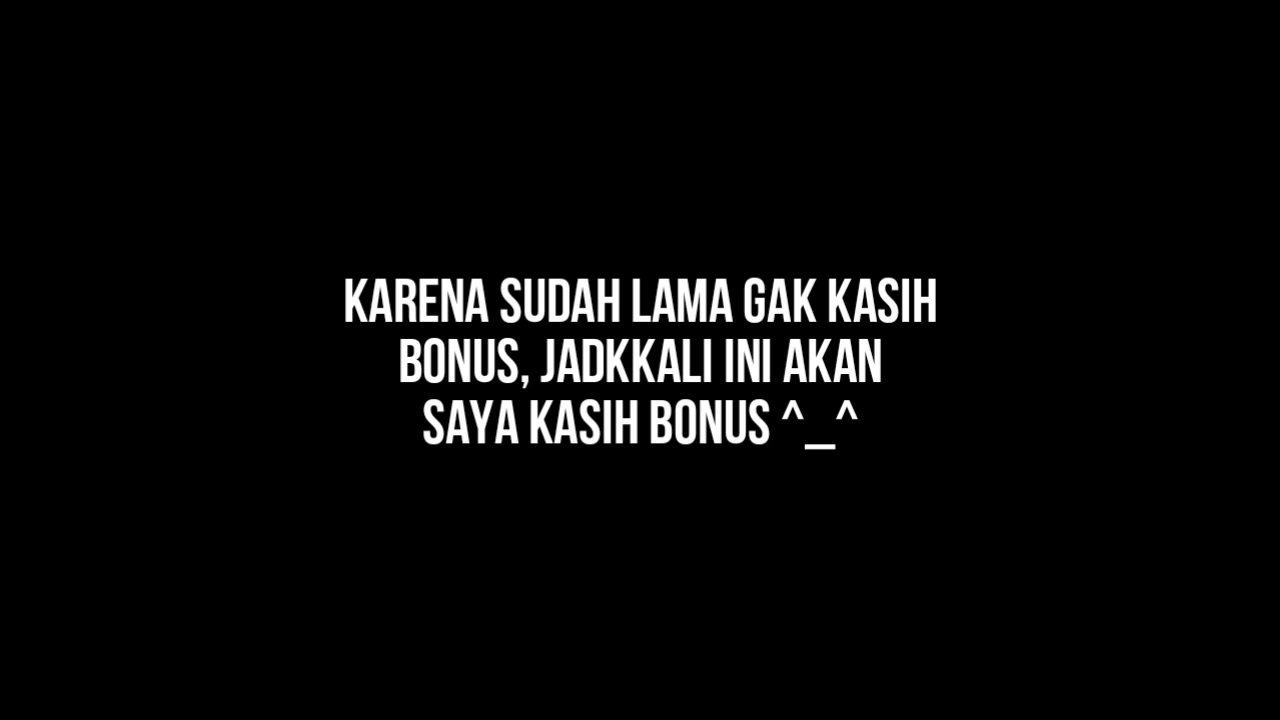 KARENA SUDAH LAMA GAK KASIH
BONUS, JADKKALI INI AKAN
SAYA KASIH BONUS ^_^